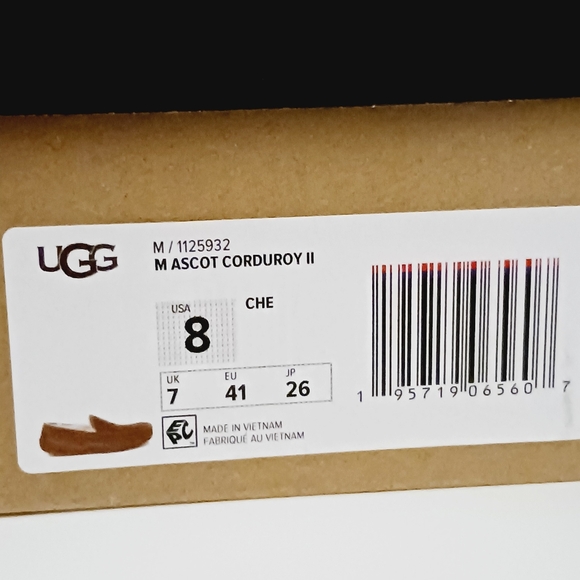 UGG
M / 1125932
M ASCOT CORDUROY II
USA
8
CHE
UK EU JP
7 41 26
EPC
MADE IN VIETNAM
FABRIQUÉ AU VIETNAM
1 95719 06560 7